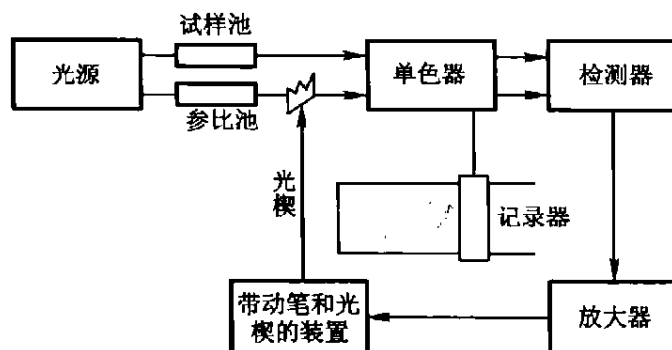 试样池
光源
参比池
单色器
检测器
光楔
记录器
带动笔和光
楔的装置
放大器